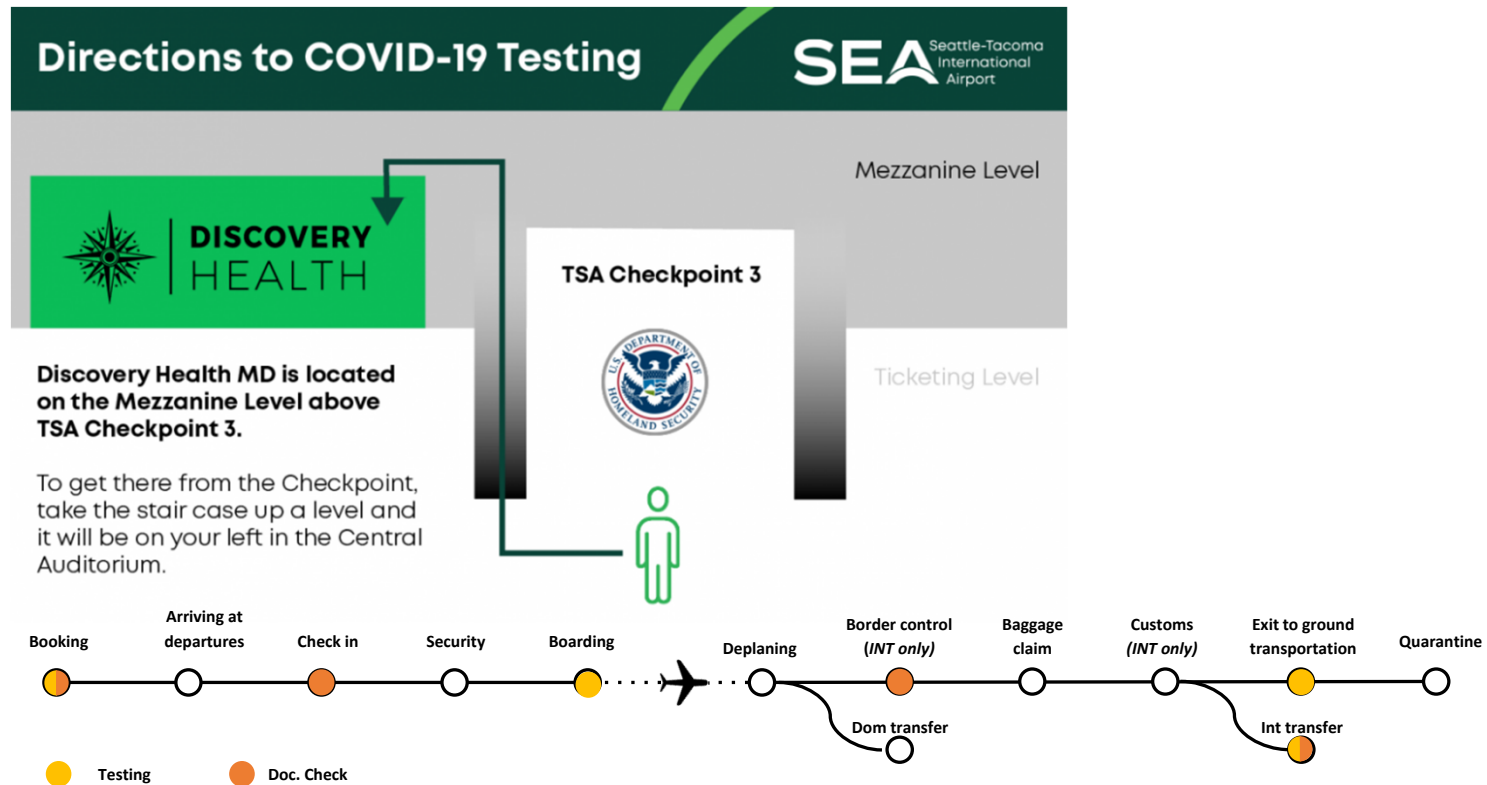 Directions to COVID-19 Testing
SEA
Seattle-Tacoma
International
Airport
Mezzanine Level
DISCOVERY
HEALTH
TSA Checkpoint 3
U.S. DEPARTMENT OF
HOMELAND SECURITY
Ticketing Level
Discovery Health MD is located
on the Mezzanine Level above
TSA Checkpoint 3.
To get there from the Checkpoint,
take the stair case up a level and
it will be on your left in the Central
Auditorium.
Booking
Arriving at
departures
Check in
Security
Boarding
Deplaning
Border control
(INT only)
Baggage
claim
Customs
(INT only)
Exit to ground
transportation
Quarantine
Dom transfer
Int transfer
Testing
Doc. Check